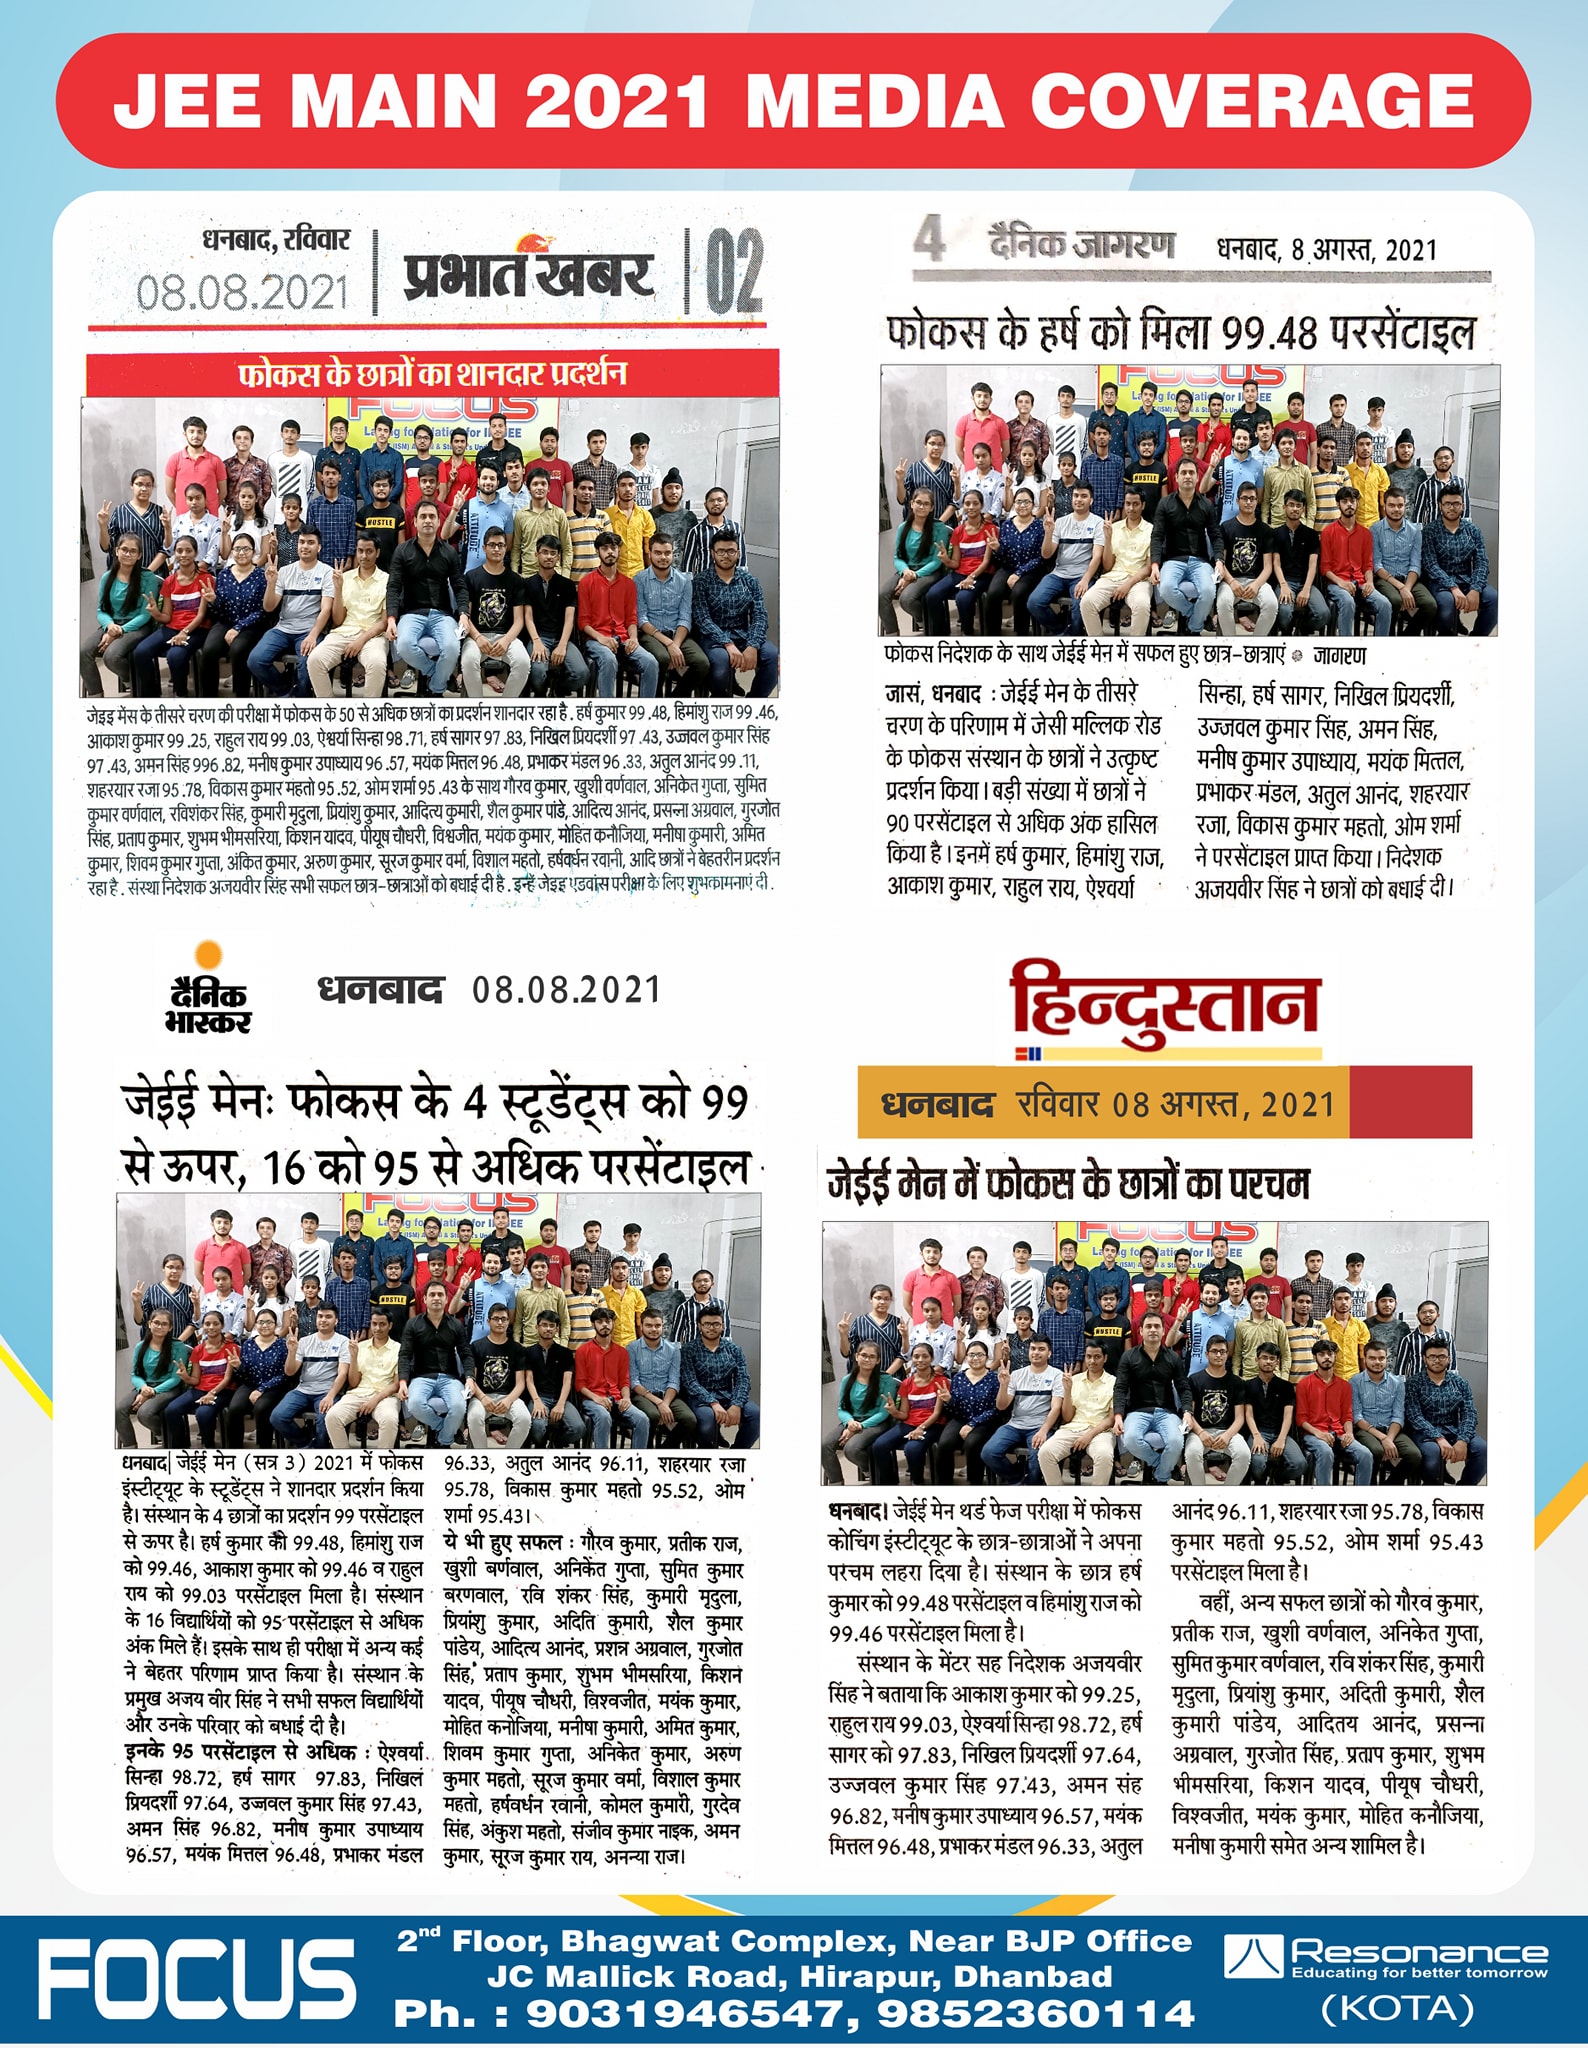 JEE MAIN 2021 MEDIA COVERAGE
धनबाद, रविवार
08.08.2021
प्रभात खबर
02
फोकस के छात्रों का शानदार प्रदर्शन
FOCUS
HUSTLE
ATTITUDE
जेइइ मेंस के तीसरे चरण की परीक्षा में फोकस के 50 से अधिक छात्रों का प्रदर्शन शानदार रहा है. हर्ष कुमार 99.48, हिमांशु राज 99.46,
आकाश कुमार 99.25, राहुल राय 99.03, ऐश्वर्या सिन्हा 98.71, हर्ष सागर 97.83, निखिल प्रियदर्शी 97.43, उज्जवल कुमार सिंह
97.43, अमन सिंह 996.82, मनीष कुमार उपाध्याय 96.57, मयंक मित्तल 96.48, प्रभाकर मंडल 96.33, अतुल आनंद 99.11,
शहरयार रजा 95.78, विकास कुमार महतो 95.52, ओम शर्मा 95.43 के साथ गौरव कुमार, खुशी वर्णवाल, अनिकेत गुप्ता, सुमित
कुमार वर्णवाल, रविशंकर सिंह, कुमारी मृदुला, प्रियांशु कुमार, आदित्य कुमारी, शैल कुमार पांडे, आदित्य आनंद, प्रसन्ना अग्रवाल, गुरजोत
सिंह, प्रताप कुमार, शुभम भीमसरिया, किशन यादव, पीयूष चौधरी, विश्वजीत, मयंक कुमार, मोहित कनौजिया, मनीषा कुमारी, अमित
कुमार, शिवम कुमार गुप्ता, अंकित कुमार, अरुण कुमार, सूरज कुमार वर्मा, विशाल महतो, हर्षवर्धन रवानी, आदि छात्रों ने बेहतरीन प्रदर्शन
रहा है. संस्था निदेशक अजयवीर सिंह सभी सफल छात्र-छात्राओं को बधाई दी है. इन्हें जेइइ एडवांस परीक्षा के लिए शुभकामनाएं दी.
4
दैनिक जागरण
धनबाद, 8 अगस्त, 2021
फोकस के हर्ष को मिला 99.48 परसेंटाइल
फोकस निदेशक के साथ जेईई मेन में सफल हुए छात्र-छात्राएं ● जागरण
जासं, धनबाद : जेईई मेन के तीसरे
चरण के परिणाम में जेसी मल्लिक रोड
के फोकस संस्थान के छात्रों ने उत्कृष्ट
प्रदर्शन किया। बड़ी संख्या में छात्रों ने
90 परसेंटाइल से अधिक अंक हासिल
किया है। इनमें हर्ष कुमार, हिमांशु राज,
आकाश कुमार, राहुल राय, ऐश्वर्या
सिन्हा, हर्ष सागर, निखिल प्रियदर्शी,
उज्जवल कुमार सिंह, अमन सिंह,
मनीष कुमार उपाध्याय, मयंक मित्तल,
प्रभाकर मंडल, अतुल आनंद, शहरयार
रजा, विकास कुमार महतो, ओम शर्मा
ने परसेंटाइल प्राप्त किया। निदेशक
अजयवीर सिंह ने छात्रों को बधाई दी।
दैनिक
भास्कर
धनबाद 08.08.2021
जेईई मेनः फोकस के 4 स्टूडेंट्स को 99
से ऊपर, 16 को 95 से अधिक परसेंटाइल
धनबाद| जेईई मेन (सत्र 3) 2021 में फोकस
इंस्टीट्यूट के स्टूडेंट्स ने शानदार प्रदर्शन किया
है। संस्थान के 4 छात्रों का प्रदर्शन 99 परसेंटाइल
से ऊपर है। हर्ष कुमार को 99.48, हिमांशु राज
को 99.46, आकाश कुमार को 99.46 व राहुल
राय को 99.03 परसेंटाइल मिला है। संस्थान
के 16 विद्यार्थियों को 95 परसेंटाइल से अधिक
अंक मिले हैं। इसके साथ ही परीक्षा में अन्य कई
ने बेहतर परिणाम प्राप्त किया है। संस्थान के
प्रमुख अजय वीर सिंह ने सभी सफल विद्यार्थियों
और उनके परिवार को बधाई दी है।
इनके 95 परसेंटाइल से अधिक : ऐश्वर्या
सिन्हा 98.72, हर्ष सागर 97.83, निखिल
प्रियदर्शी 97.64, उज्जवल कुमार सिंह 97.43,
अमन सिंह 96.82, मनीष कुमार उपाध्याय
96.57, मयंक मित्तल 96.48, प्रभाकर मंडल
96.33, अतुल आनंद 96.11, शहरयार रजा
95.78, विकास कुमार महतो 95.52, ओम
शर्मा 95.43।
ये भी हुए सफल : गौरव कुमार, प्रतीक राज,
खुशी बर्णवाल, अनिकेत गुप्ता, सुमित कुमार
बरणवाल, रवि शंकर सिंह, कुमारी मृदुला,
प्रियांशु कुमार, अदिति कुमारी, शैल कुमार
पांडेय, आदित्य आनंद, प्रशन्न अग्रवाल, गुरजोत
सिंह, प्रताप कुमार, शुंभम भीमसरिया, किशन
यादव, पीयूष चौधरी, विश्वजीत, मयंक कुमार,
मोहित कनोजिया, मनीषा कुमारी, अमित कुमार,
शिवम कुमार गुप्ता, अनिकेत कुमार, अरुण
कुमार महतो, सूरज कुमार वर्मा, विशाल कुमार
महतो, हर्षवर्धन रवानी, कोमल कुमारी, गुरदेव
सिंह, अंकुश महतो, संजीव कुमार नाइक, अमन
कुमार, सूरज कुमार राय, अनन्या राज।
हिन्दुस्तान
धनबाद रविवार 08 अगस्त, 2021
जेईई मेन में फोकस के छात्रों का परचम
धनबाद। जेईई मेन थर्ड फेज परीक्षा में फोकस
कोचिंग इंस्टीट्यूट के छात्र-छात्राओं ने अपना
परचम लहरा दिया है। संस्थान के छात्र हर्ष
कुमार को 99.48 परसेंटाइल व हिमांशु राज को
99.46 परसेंटाइल मिला है।
संस्थान के मेंटर सह निदेशक अजयवीर
सिंह ने बताया कि आकाश कुमार को 99.25,
राहुल राय 99.03, ऐश्वर्या सिन्हा 98.72, हर्ष
सागर को 97.83, निखिल प्रियदर्शी 97.64,
उज्जवल कुमार सिंह 97.43, अमन संह
96.82, मनीष कुमार उपाध्याय 96.57, मयंक
मित्तल 96.48, प्रभाकर मंडल 96.33, अतुल
आनंद 96.11, शहरयार रजा 95.78, विकास
कुमार महतो 95.52, ओम शर्मा 95.43
परसेंटाइल मिला है।
वहीं, अन्य सफल छात्रों को गौरव कुमार,
प्रतीक राज, खुशी वर्णवाल, अनिकेत गुप्ता,
सुमित कुमार वर्णवाल, रवि शंकर सिंह, कुमारी
मृदुला, प्रियांशु कुमार, अदिती कुमारी, शैल
कुमारी पांडेय, आदितय आनंद, प्रसन्ना
अग्रवाल, गुरजोत सिंह, प्रताप कुमार, शुभम
भीमसरिया, किशन यादव, पीयूष चौधरी,
विश्वजीत, मयंक कुमार, मोहित कनौजिया,
मनीषा कुमारी समेत अन्य शामिल है।
FOCUS
2nd Floor, Bhagwat Complex, Near BJP Office
JC Mallick Road, Hirapur, Dhanbad
Ph. : 9031946547, 9852360114
Resonance
Educating for better tomorrow
(KOTA)